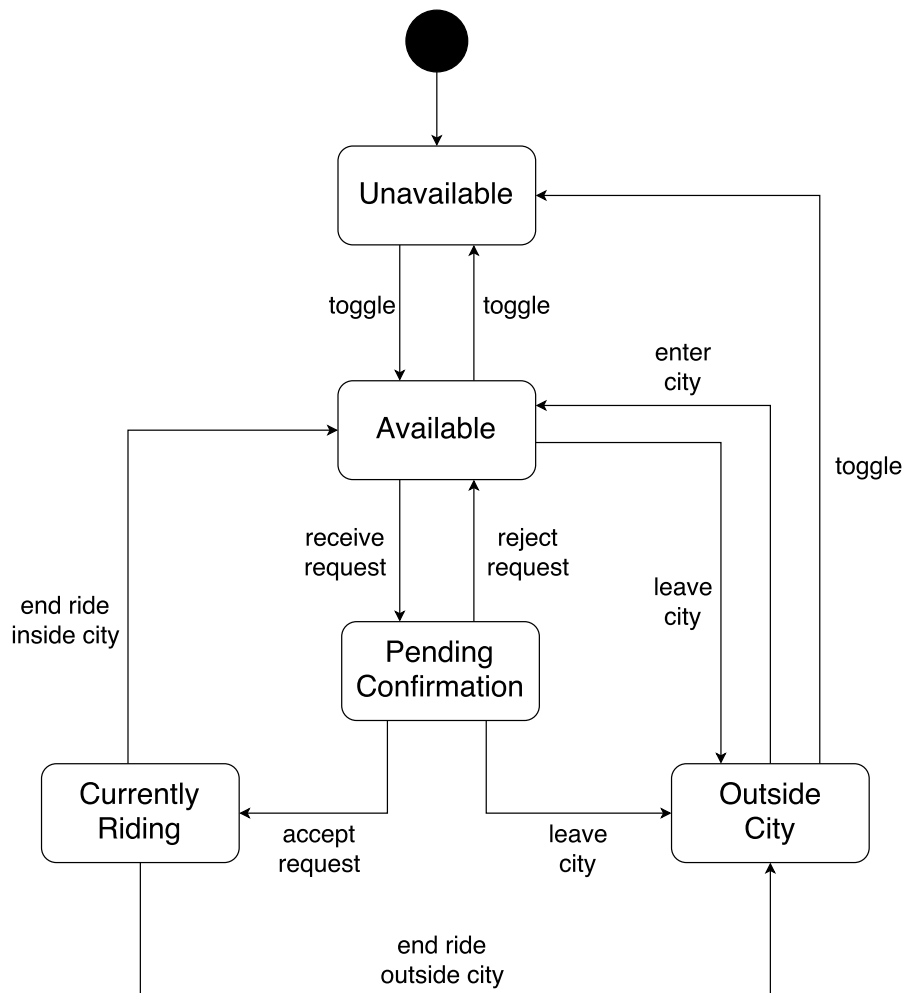 Unavailable
toggle
toggle
enter
city
Available
toggle
receive
request
reject
request
leave
city
end ride
inside city
Pending
Confirmation
Currently
Riding
Outside
City
accept
request
leave
city
end ride
outside city